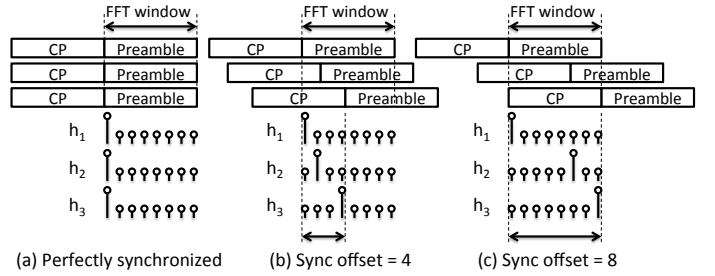 FFT window FFT window FFT window
CP Preamble CP Preamble CP Preamble
CP Preamble CP Preamble CP Preamble
CP Preamble CP Preamble CP Preamble
h1 h1 h1
h2 h2 h2
h3 h3 h3
(a) Perfectly synchronized (b) Sync offset = 4 (c) Sync offset = 8